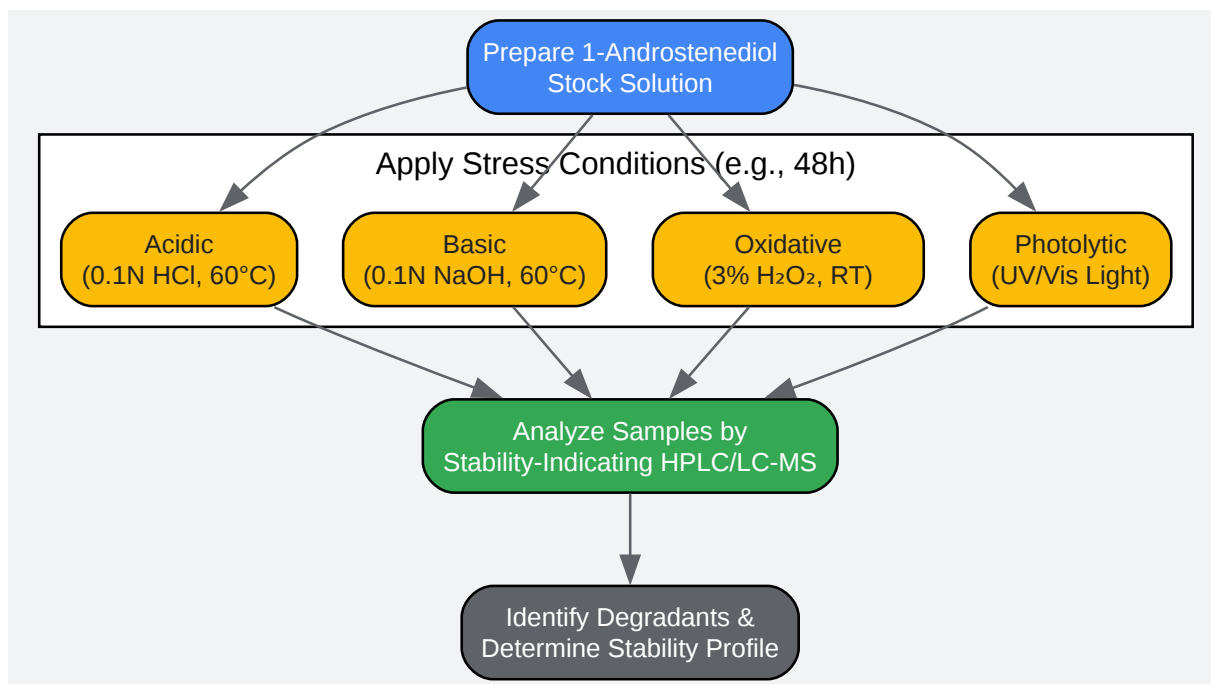 Prepare 1-Androstenediol
Stock Solution
Apply Stress Conditions (e.g., 48h)
Acidic
(0.1N HCl, 60°C)
Basic
(0.1N NaOH, 60°C)
Oxidative
(3% H₂O₂, RT)
Photolytic
(UV/Vis Light)
Analyze Samples by
Stability-Indicating HPLC/LC-MS
Identify Degradants &
Determine Stability Profile